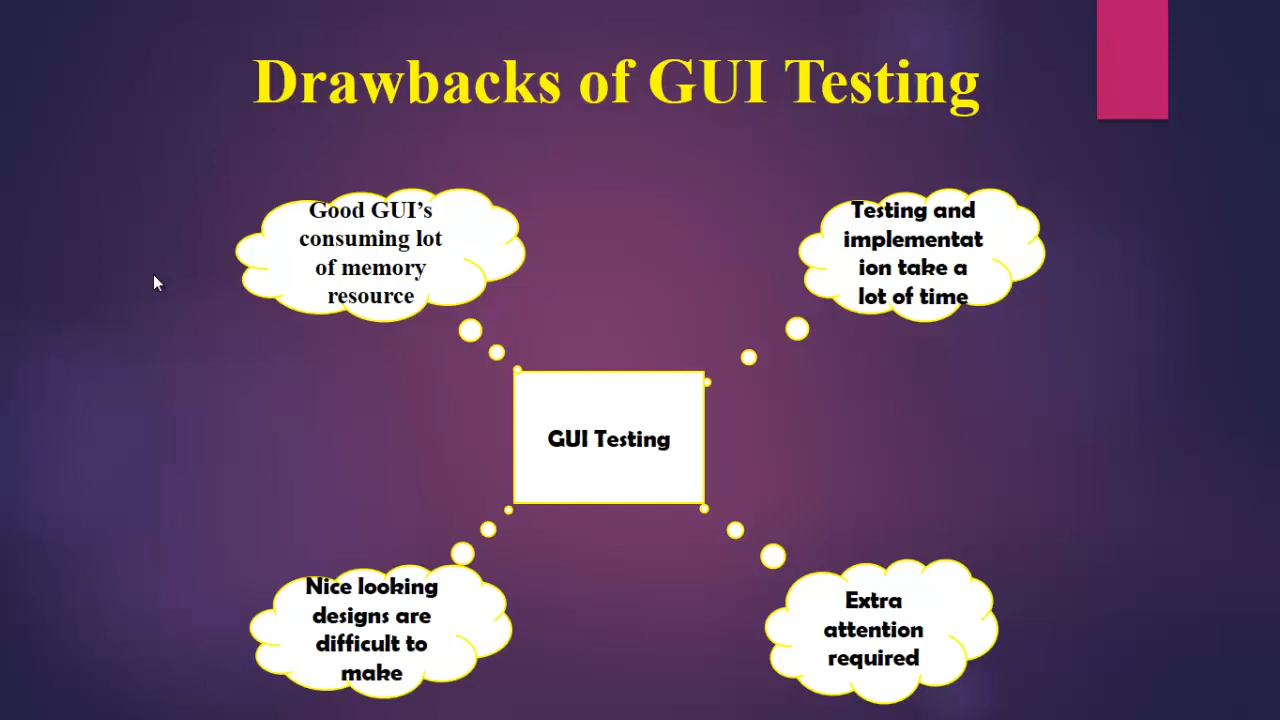 Drawbacks of GUI Testing
Good GUI’s
consuming lot
of memory
resource
Testing and
implementat
ion take a
lot of time
GUI Testing
Nice looking
designs are
difficult to
make
Extra
attention
required